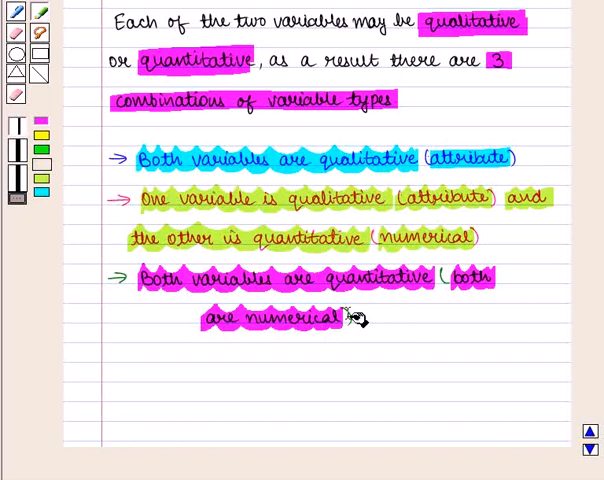 Each of the two variables may be qualitative
or quantitative, as a result there are 3
combinations of variable types
→ Both variables are qualitative (attribute)
→ One variable is qualitative (attribute) and
the other is quantitative (numerical)
→ Both variables are quantitative (both
are numerical